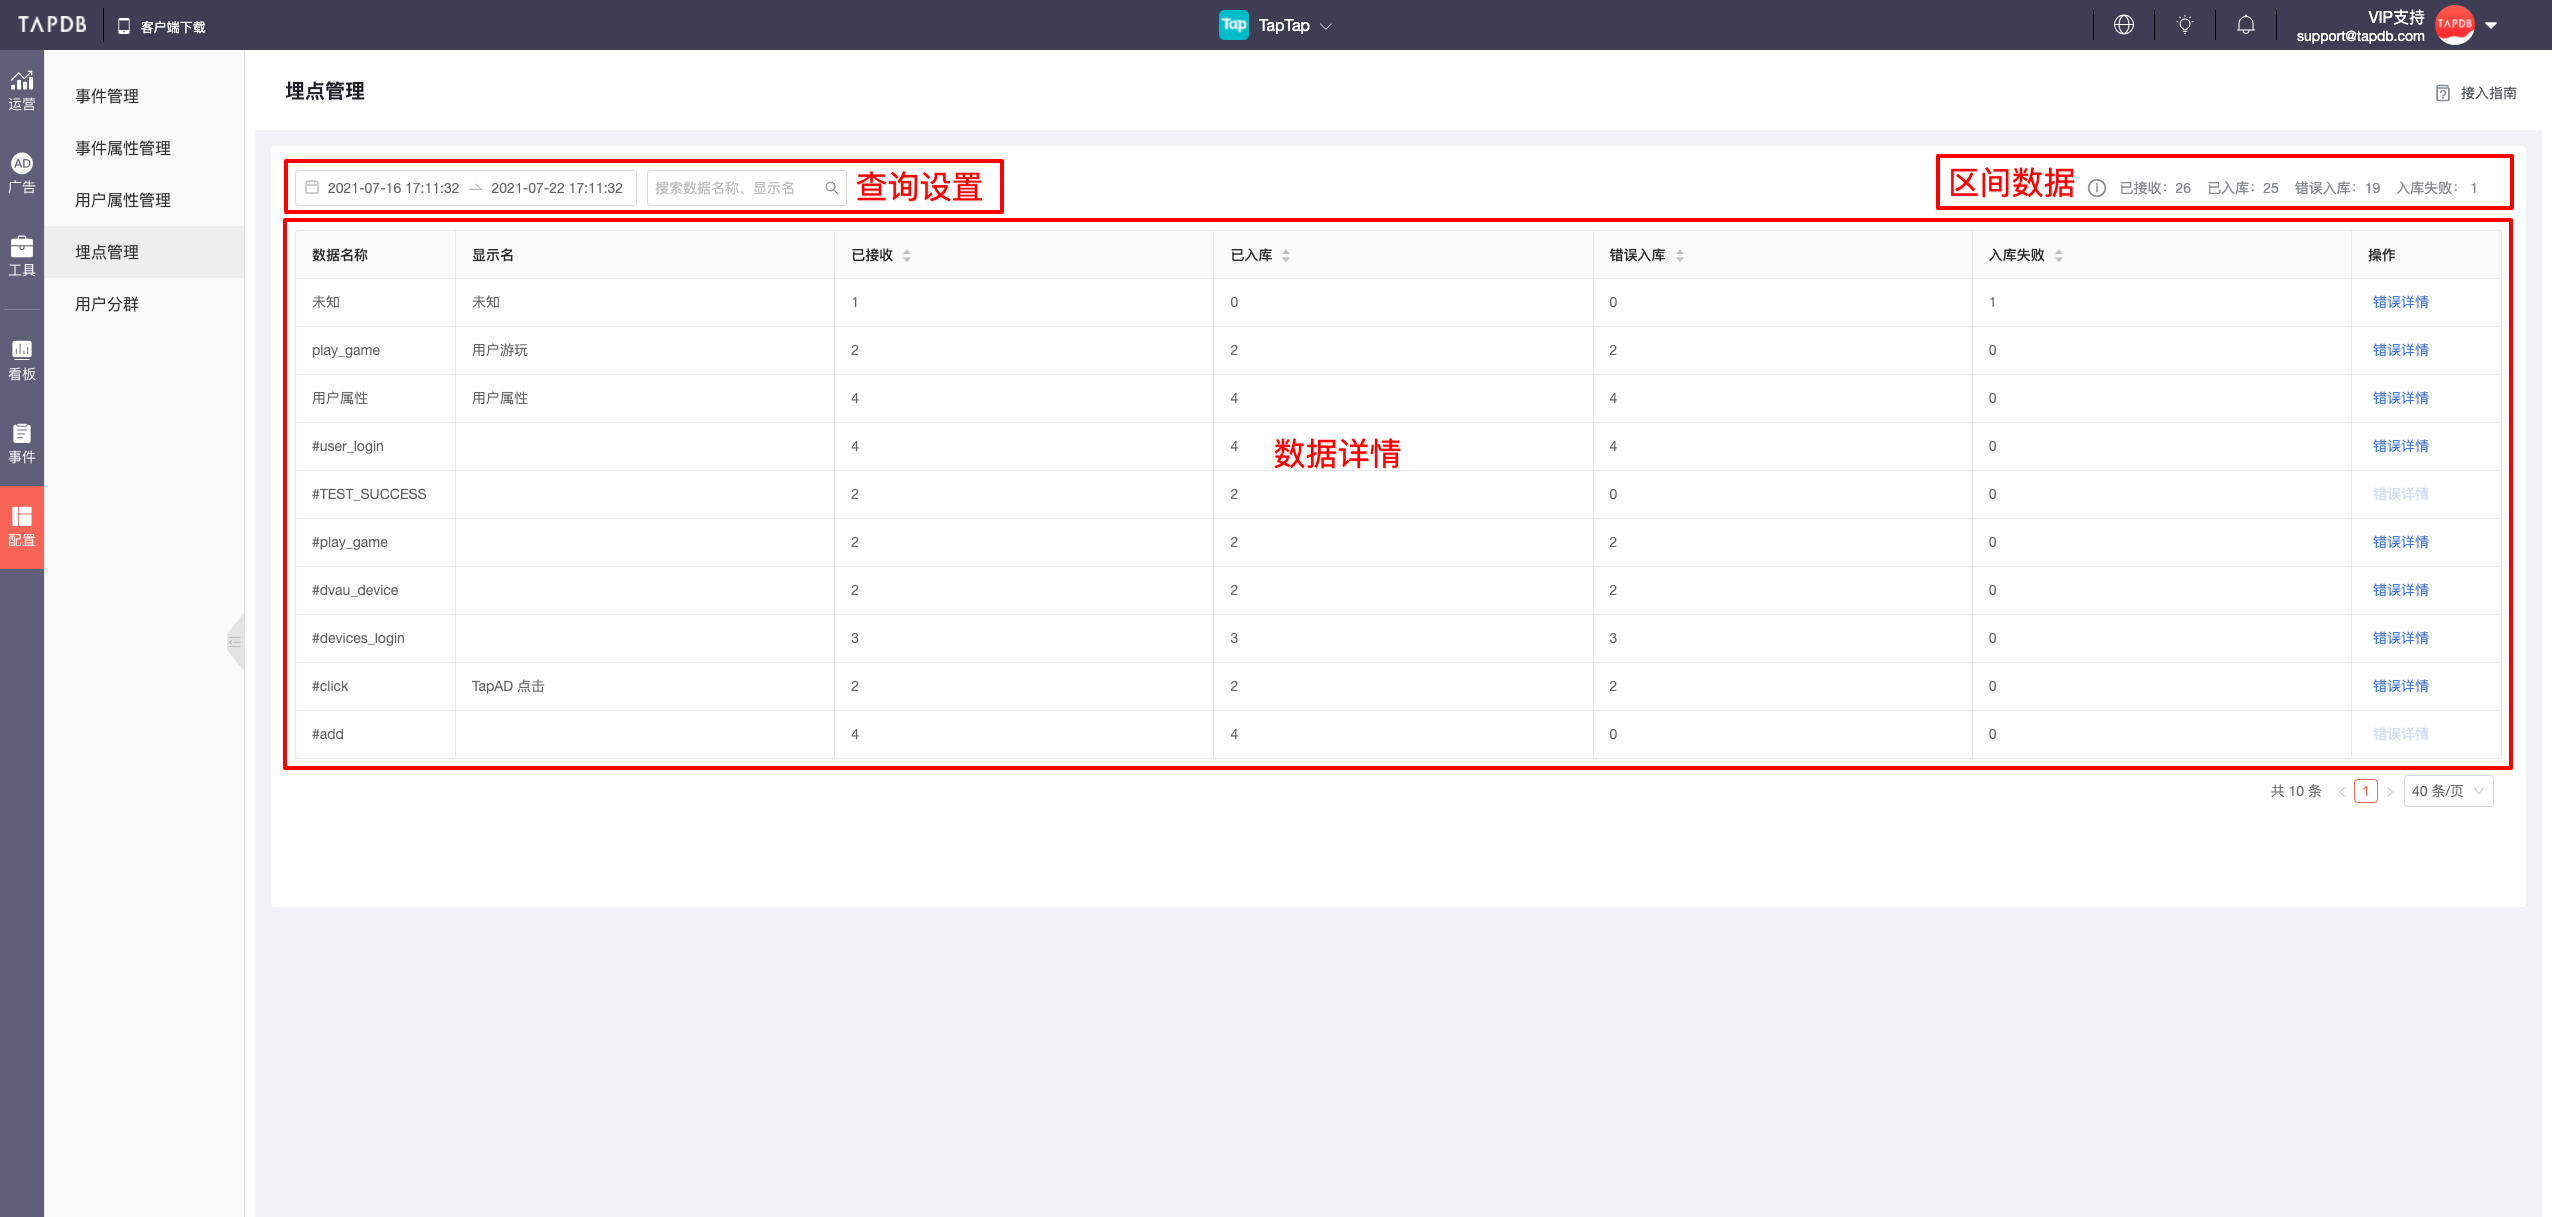 TAPDB 客户端下载 TapTap VIP支持
support@tapdb.com
TAPDB
运营
AD
广告
工具
看板
事件
配置
事件管理
事件属性管理
用户属性管理
埋点管理
用户分群
埋点管理
接入指南
2021-07-16 17:11:32 2021-07-22 17:11:32 搜索数据名称、显示名 查询设置
区间数据 已接收：26 已入库：25 错误入库：19 入库失败：1
数据名称 显示名 已接收 已入库 错误入库 入库失败 操作
未知 未知 1 0 0 1 错误详情
play_game 用户游玩 2 2 2 0 错误详情
用户属性 用户属性 4 4 4 0 错误详情
#user_login 4 4 4 0 错误详情
数据详情
#TEST_SUCCESS 2 2 0 0 错误详情
#play_game 2 2 2 0 错误详情
#dvau_device 2 2 2 0 错误详情
#devices_login 3 3 3 0 错误详情
#click TapAD 点击 2 2 2 0 错误详情
#add 4 4 0 0 错误详情
共 10 条 1 40 条/页